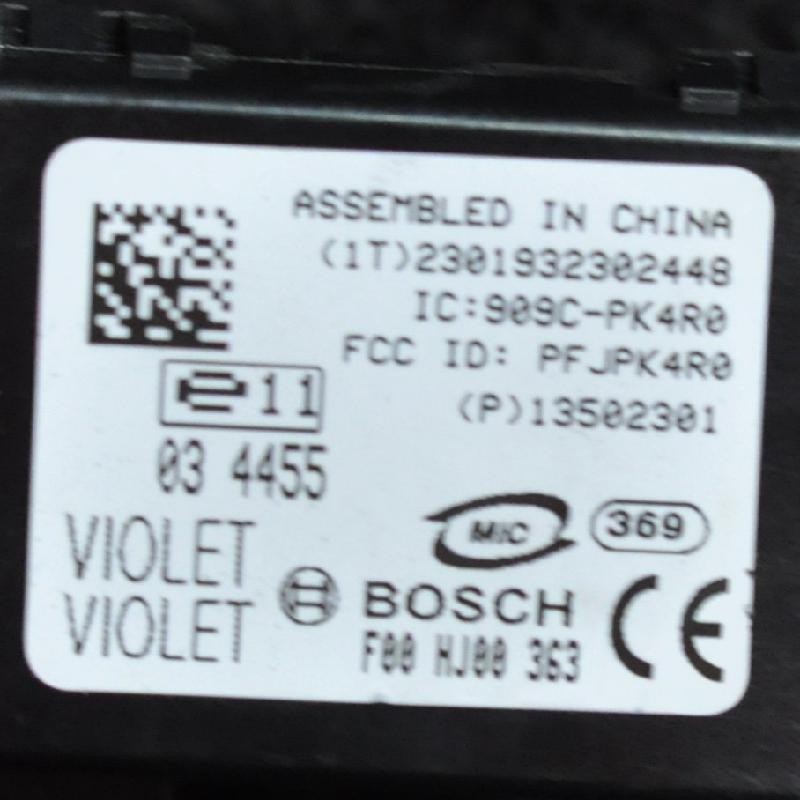 ASSEMBLED IN CHINA
(1T)2301932302448
IC:909C-PK4R0
FCC ID: PFJPK4R0
e11
(P)13502301
03 4455
MIC
369
VIOLET
VIOLET
BOSCH
F00 HJ00 363
CE